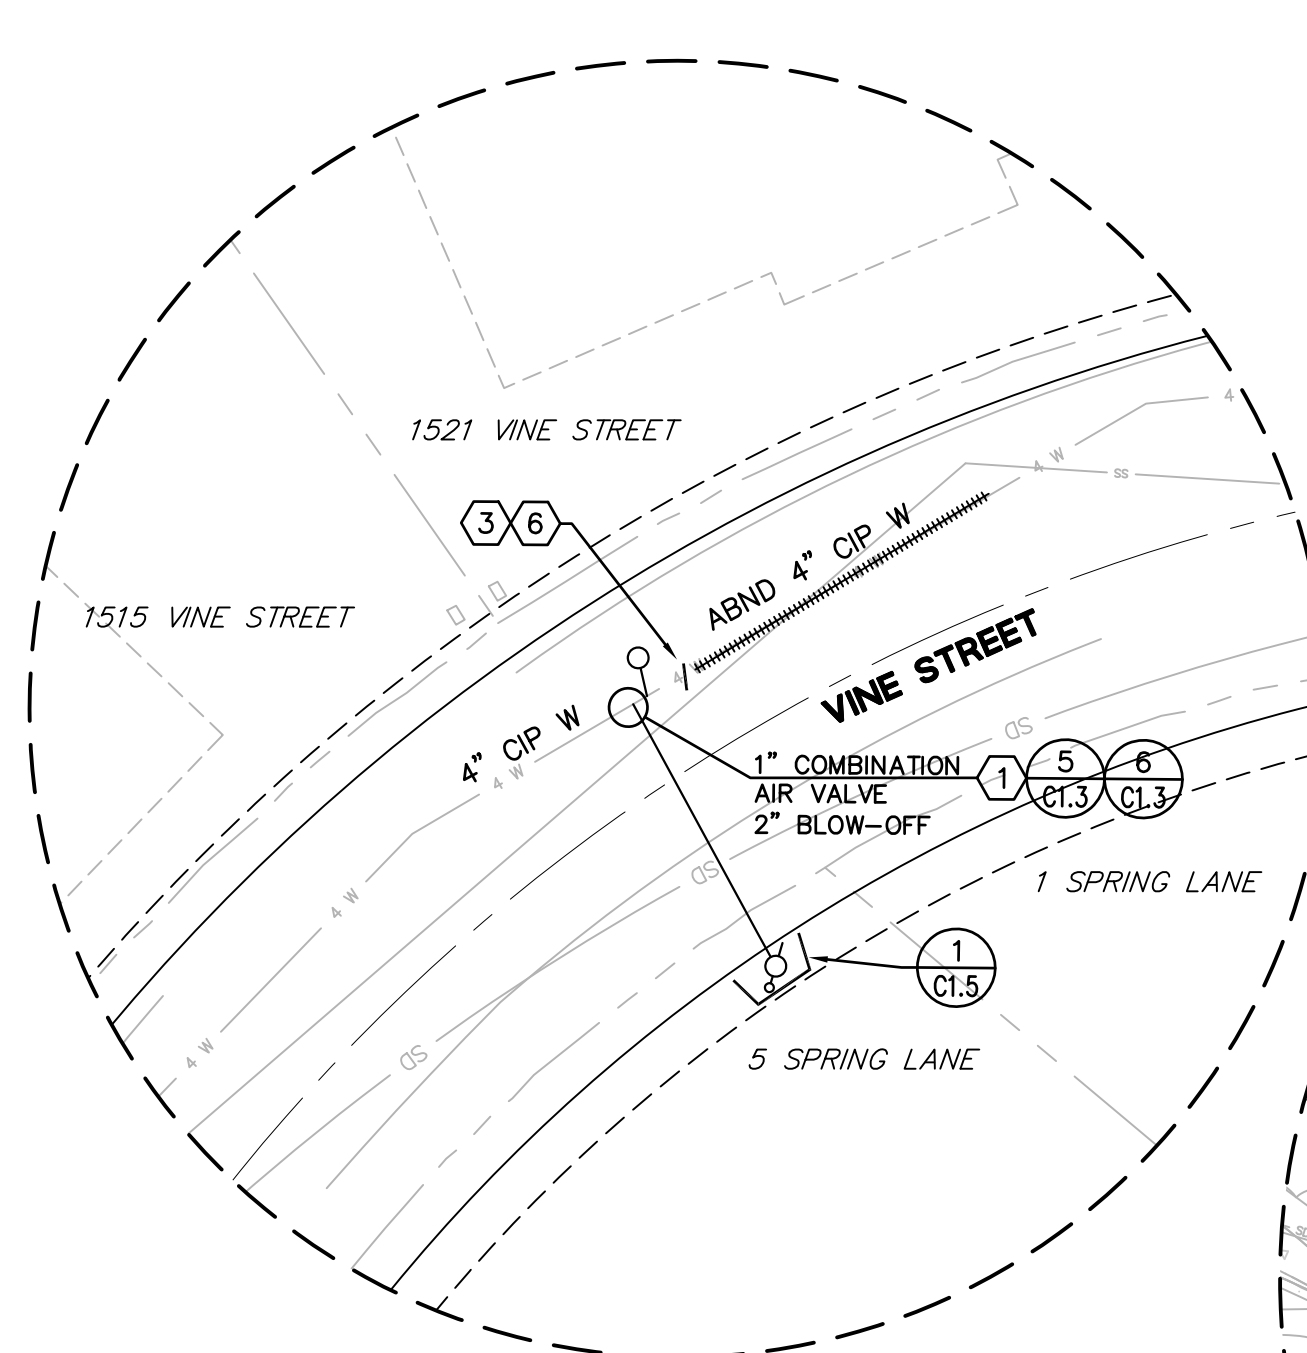 4
4 W
SS
1521 VINE STREET
3 6
ABND 4" CIP W
1515 VINE STREET
VINE STREET
4 W
4" CIP W
4 W
SD
1" COMBINATION
AIR VALVE
2" BLOW-OFF
1
5
C1.3
6
C1.3
SD
4 W
1 SPRING LANE
1
C1.5
4 W
SD
5 SPRING LANE